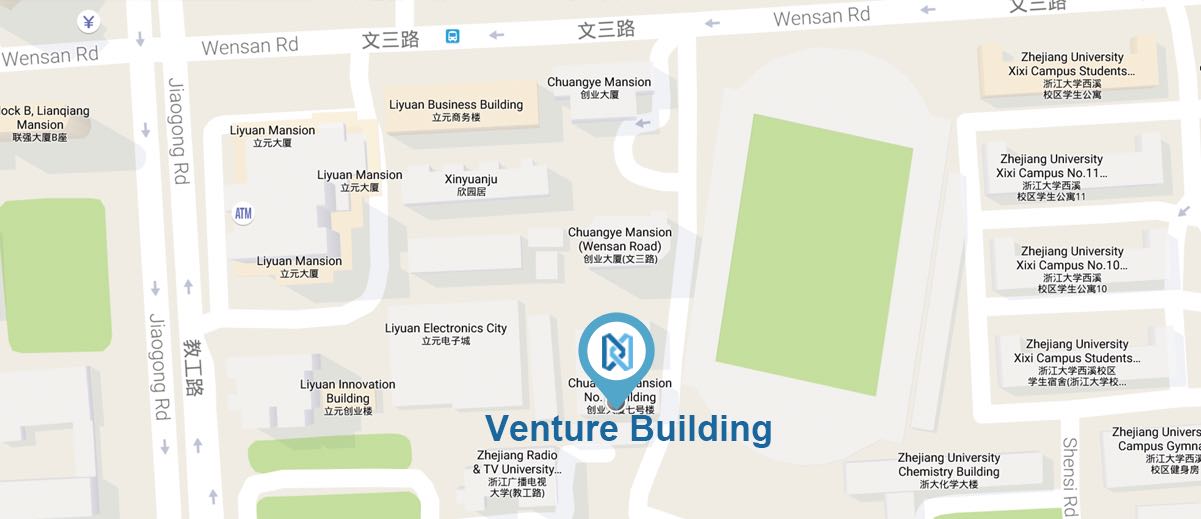 ¥
Wensan Rd
Wensan Rd
文三路
文三路
Wensan Rd
文三路
Jiaogong Rd
lock B, Lianqiang
Mansion
联强大厦B座
Liyuan Mansion
立元大厦
Liyuan Mansion
立元大厦
ATM
Liyuan Mansion
立元大厦
Liyuan Business Building
立元商务楼
Chuangye Mansion
创业大厦
Xinyuanju
欣园居
Chuangye Mansion
(Wensan Road)
创业大厦(文三路)
Zhejiang University
Xixi Campus Students...
浙江大学西溪
校区学生公寓
Zhejiang University
Xixi Campus No.11...
浙江大学西溪
校区学生公寓11
Zhejiang University
Xixi Campus No.10...
浙江大学西溪
校区学生公寓10
Zhejiang University
Xixi Campus Students...
浙江大学西溪校区
学生宿舍(浙江大学校...
Jiaogong Rd
教工路
Liyuan Electronics City
立元电子城
Liyuan Innovation
Building
立元创业楼
Venture Building
Zhejiang Radio
& TV University...
浙江广播电视
大学(教工路)
Zhejiang University
Chemistry Building
浙大化学大楼
Shensi Rd
Zhejiang Univers
Campus Gymna
浙江大学西溪
校区健身房